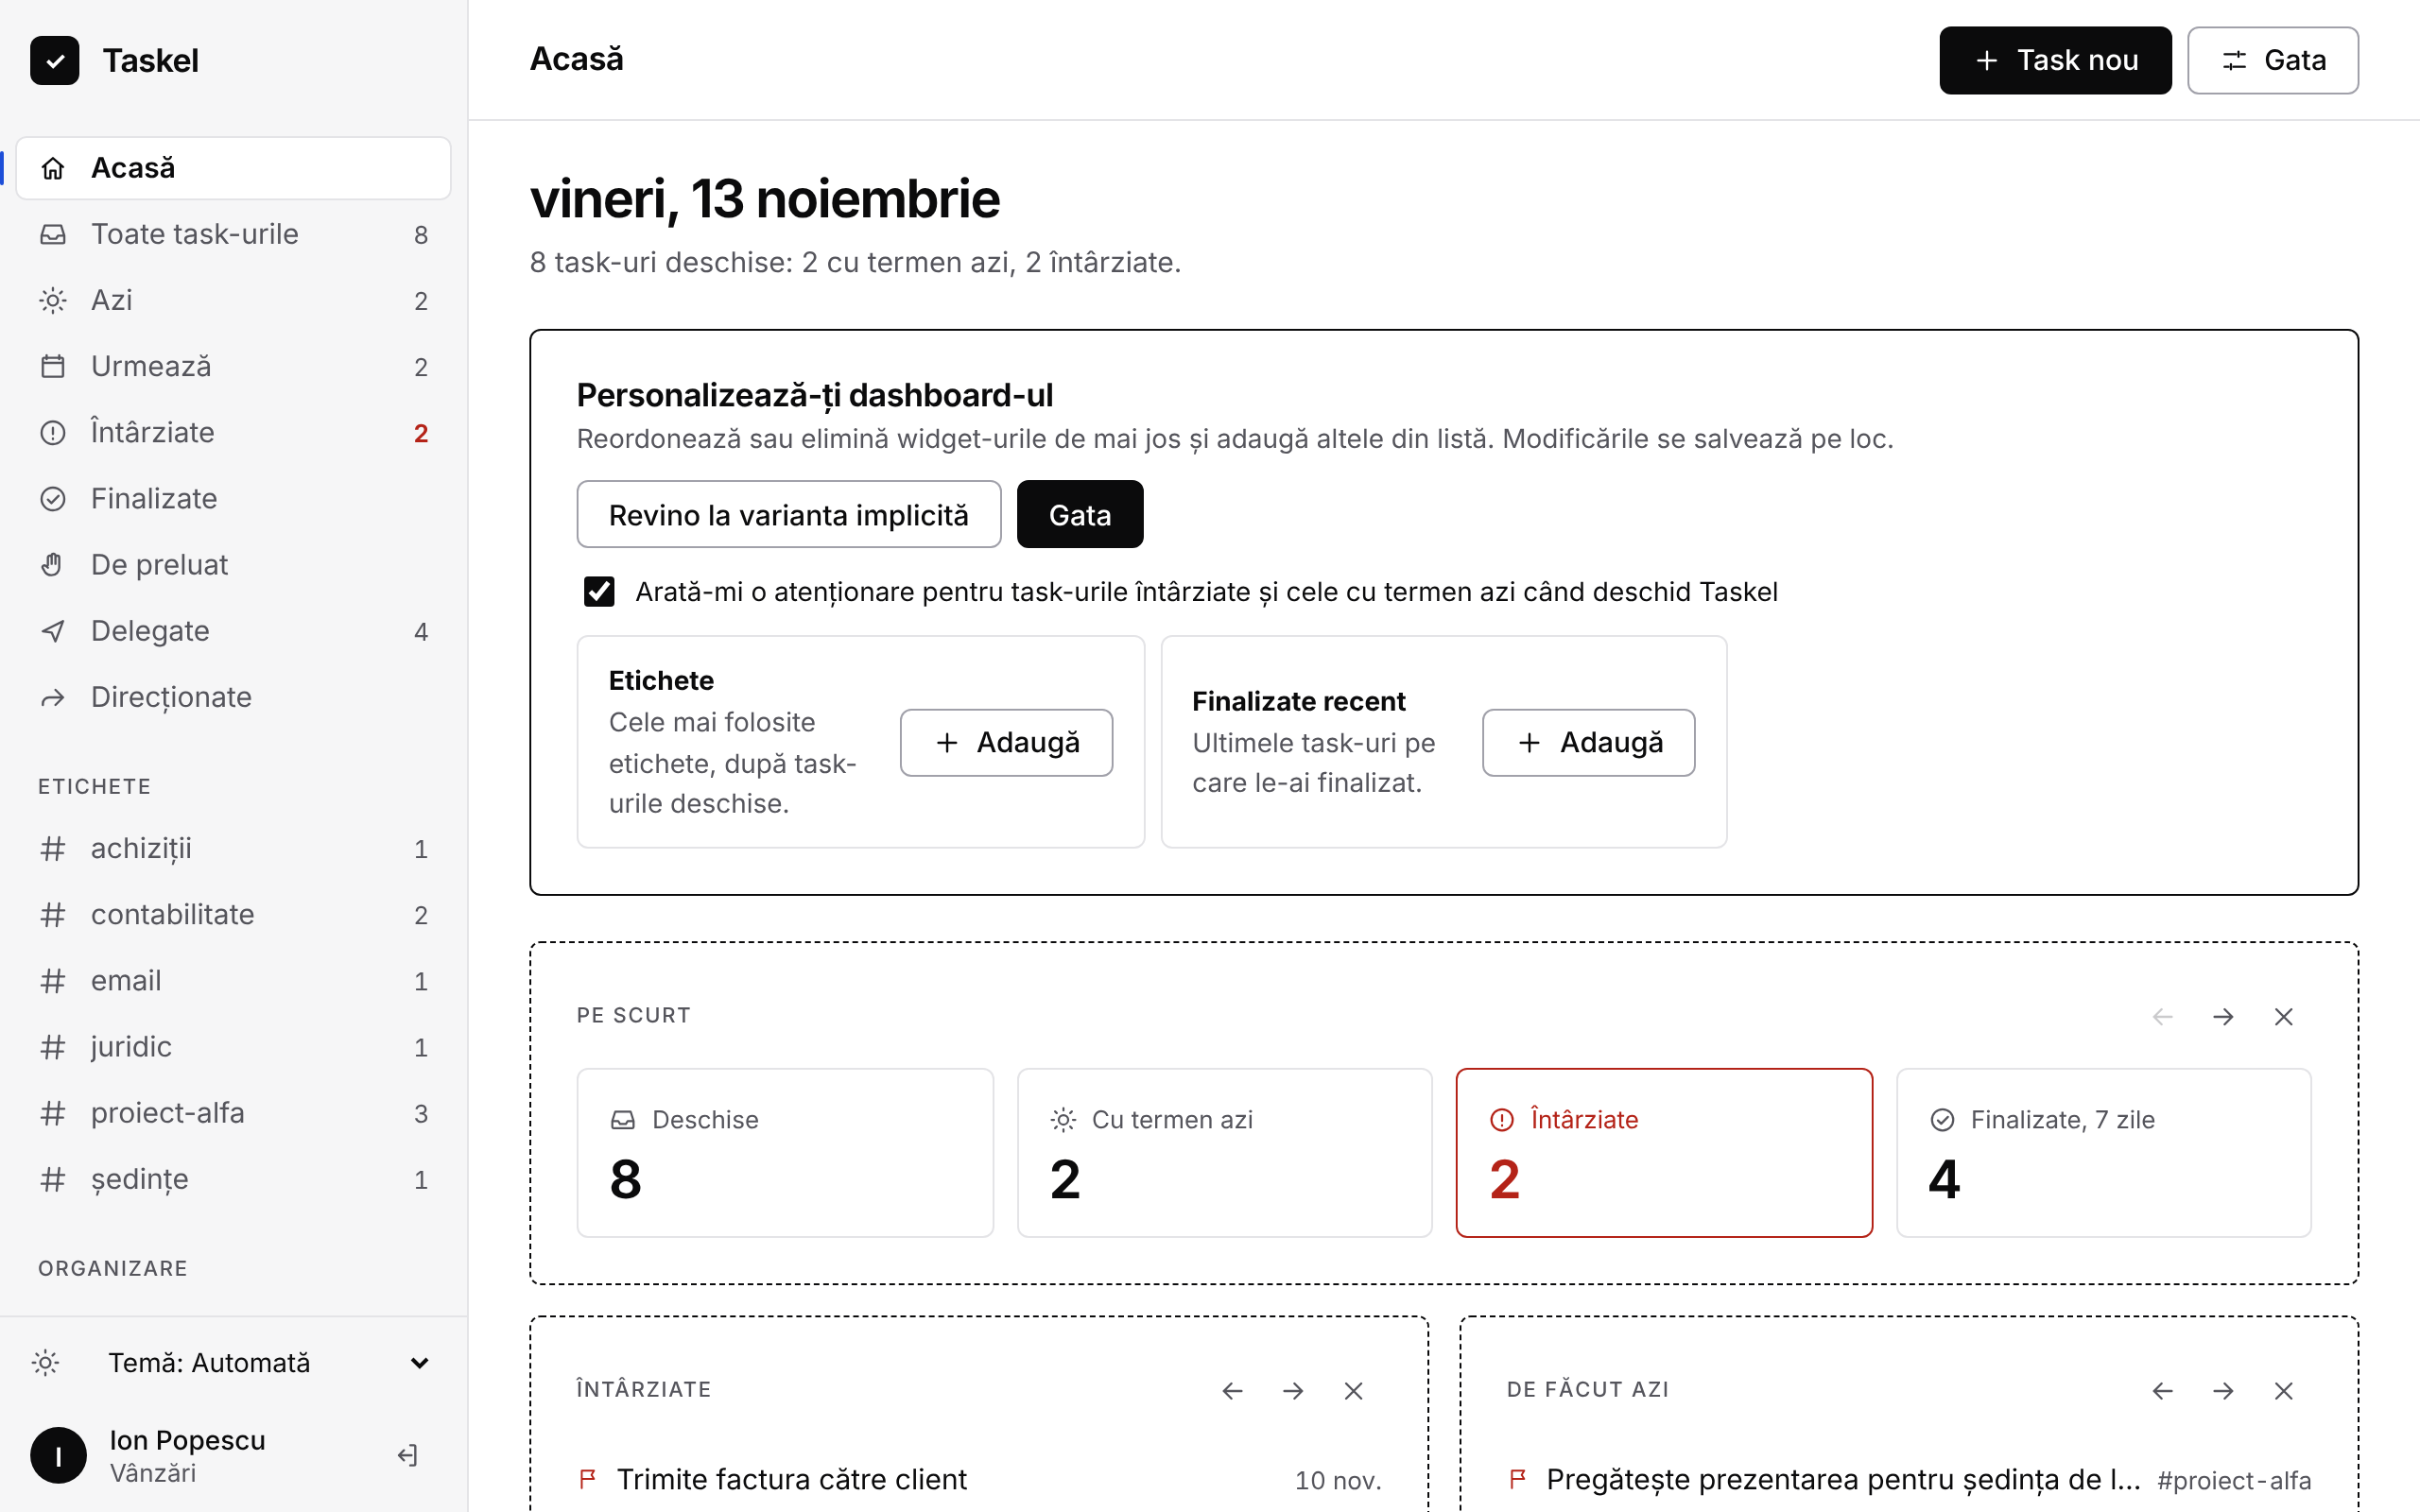 Taskel
Acasă
Toate task-urile 8
Azi 2
Urmează 2
Întârziate 2
Finalizate
De preluat
Delegate 4
Direcționate
ETICHETE
# achiziții 1
# contabilitate 2
# email 1
# juridic 1
# proiect-alfa 3
# ședințe 1
ORGANIZARE
Temă: Automată
I
Ion Popescu
Vânzări
Acasă
Task nou
Gata
vineri, 13 noiembrie
8 task-uri deschise: 2 cu termen azi, 2 întârziate.
Personalizează-ți dashboard-ul
Reordonează sau elimină widget-urile de mai jos și adaugă altele din listă. Modificările se salvează pe loc.
Revino la varianta implicită
Gata
Arată-mi o atenționare pentru task-urile întârziate și cele cu termen azi când deschid Taskel
Etichete
Cele mai folosite
etichete, după task-
urile deschise.
Adaugă
Finalizate recent
Ultimele task-uri pe
care le-ai finalizat.
Adaugă
PE SCURT
Deschise
8
Cu termen azi
2
Întârziate
2
Finalizate, 7 zile
4
ÎNTÂRZIATE
Trimite factura către client 10 nov.
DE FĂCUT AZI
Pregătește prezentarea pentru ședința de l... #proiect-alfa